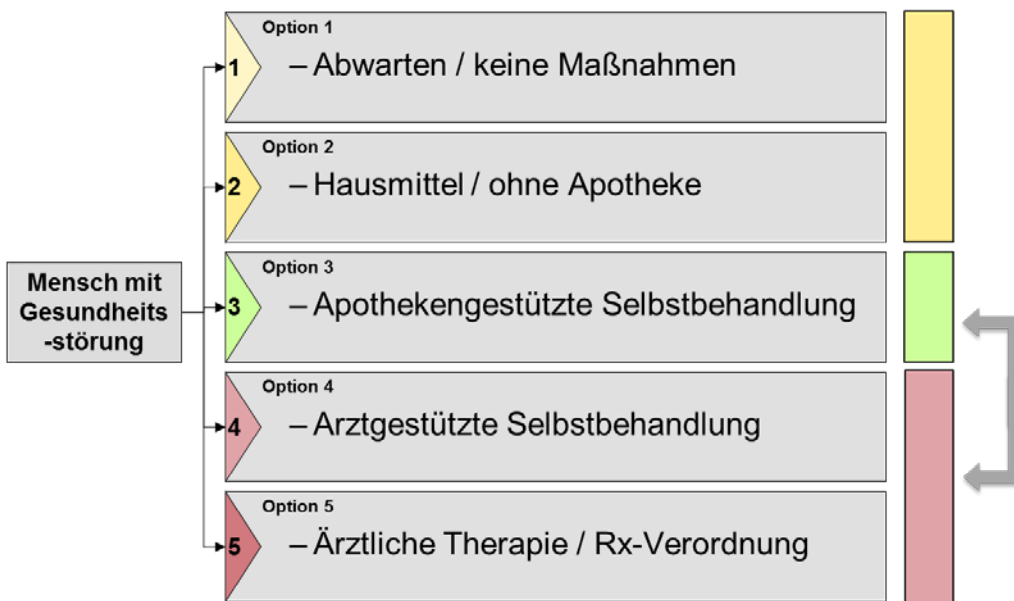 Option 1
1
– Abwarten / keine Maßnahmen
Option 2
2
– Hausmittel / ohne Apotheke
Mensch mit
Gesundheits
-störung
Option 3
3
– Apothekengestützte Selbstbehandlung
Option 4
4
– Arztgestützte Selbstbehandlung
Option 5
5
– Ärztliche Therapie / Rx-Verordnung